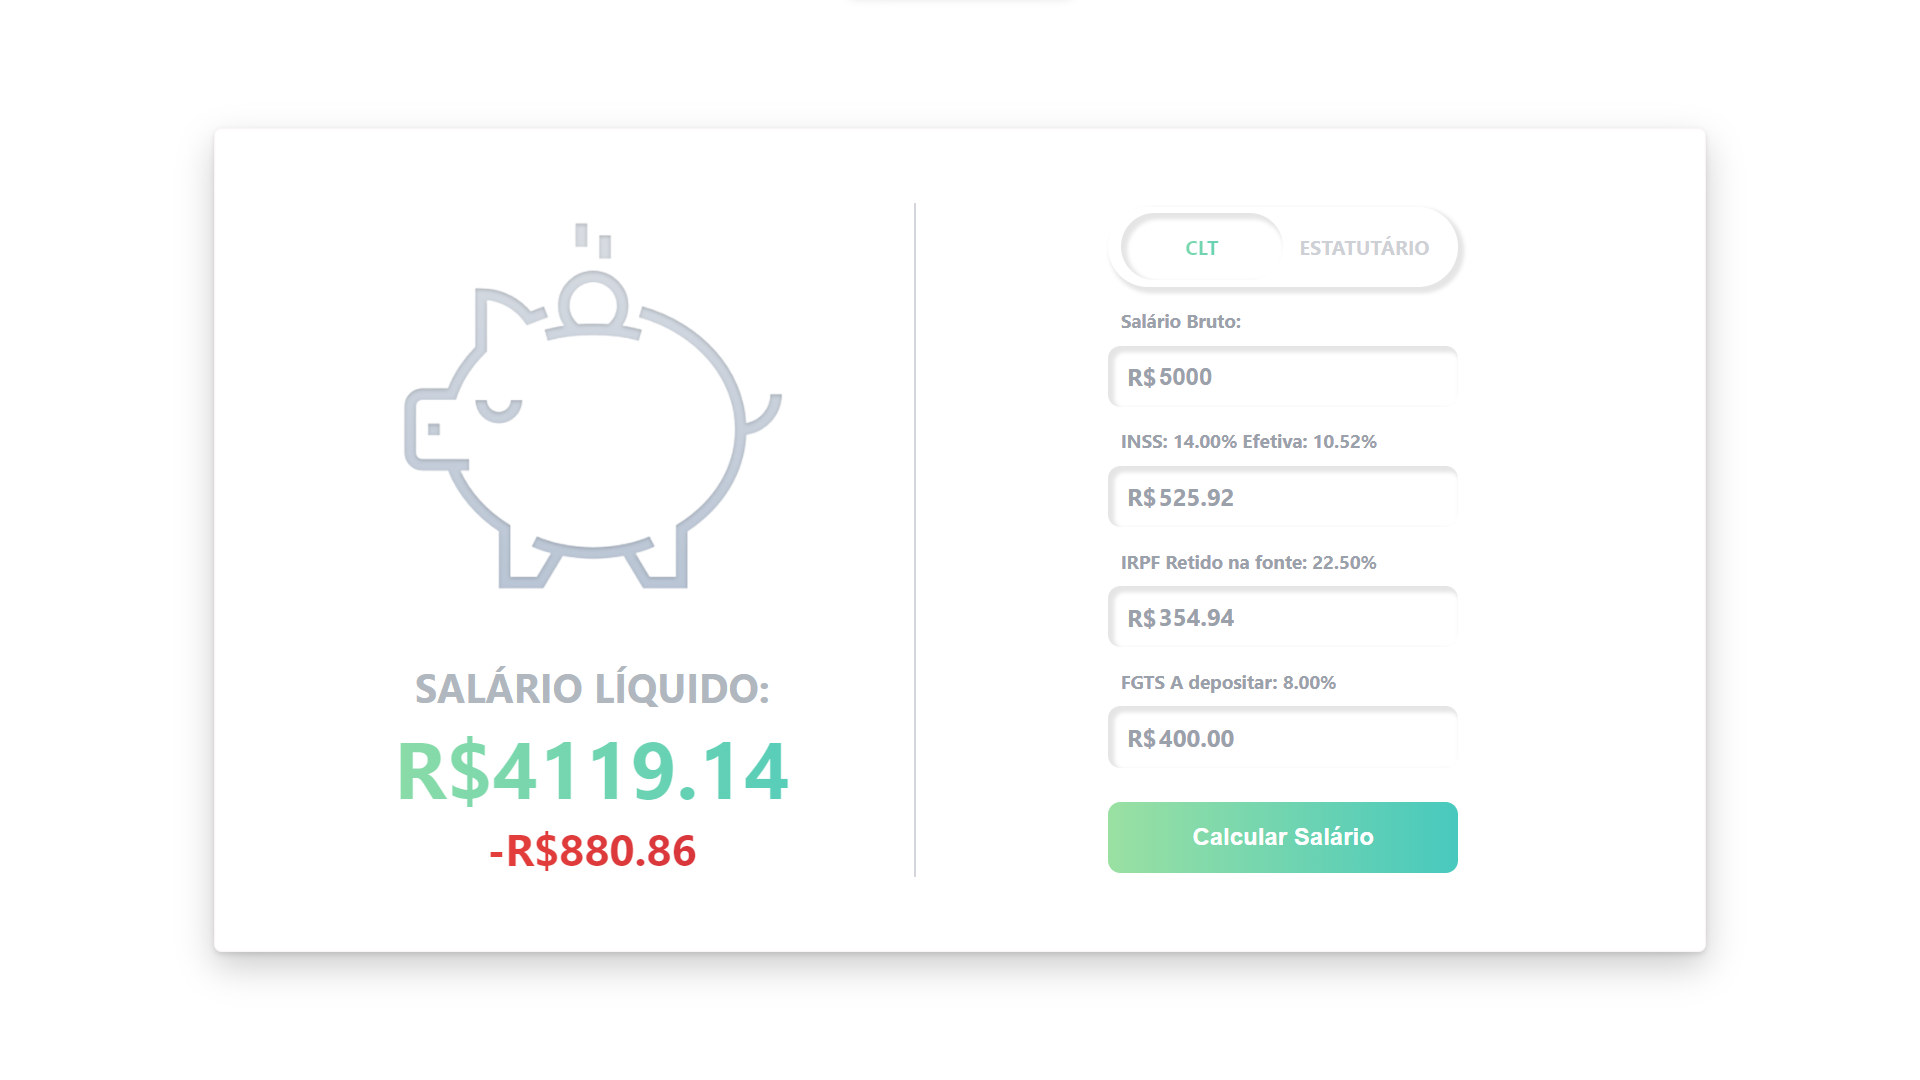 SALÁRIO LÍQUIDO:
R$4119.14
-R$880.86
CLT
ESTATUTÁRIO
Salário Bruto:
R$5000
INSS: 14.00% Efetiva: 10.52%
R$525.92
IRPF Retido na fonte: 22.50%
R$354.94
FGTS A depositar: 8.00%
R$400.00
Calcular Salário